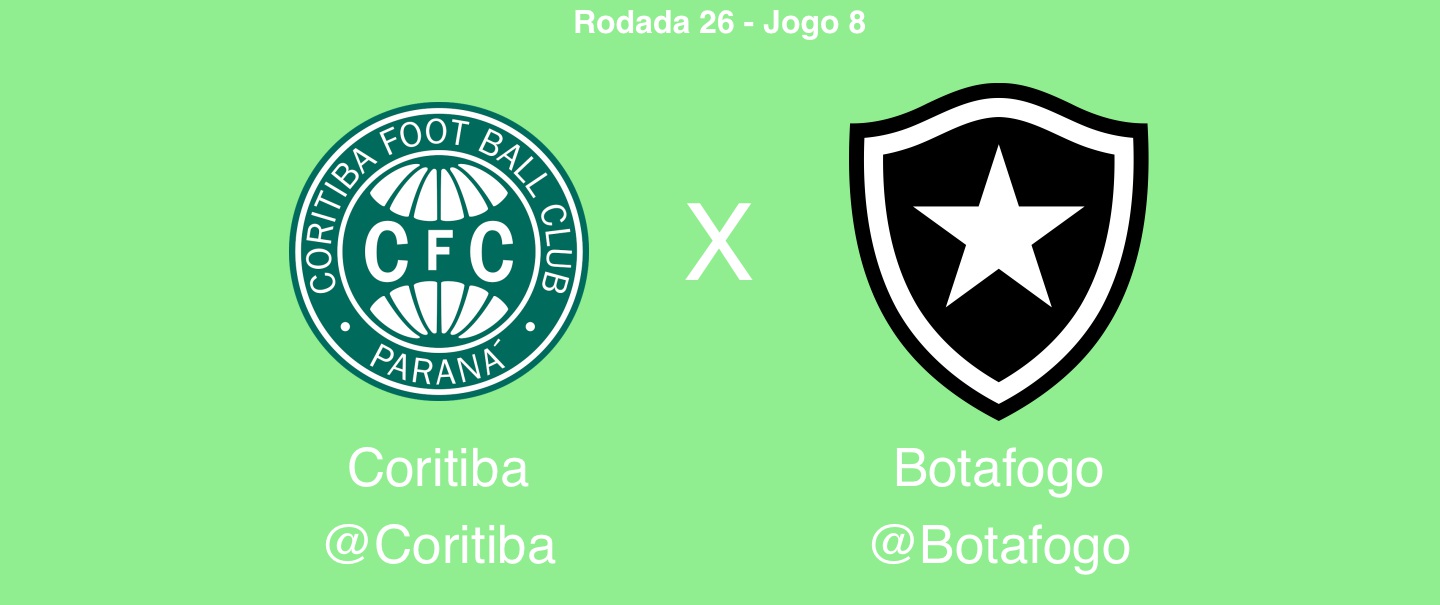 Rodada 26 - Jogo 8
CORITIBA FOOT BALL CLUB
CFC
PARANÁ
X
Coritiba
Botafogo
@Coritiba
@Botafogo